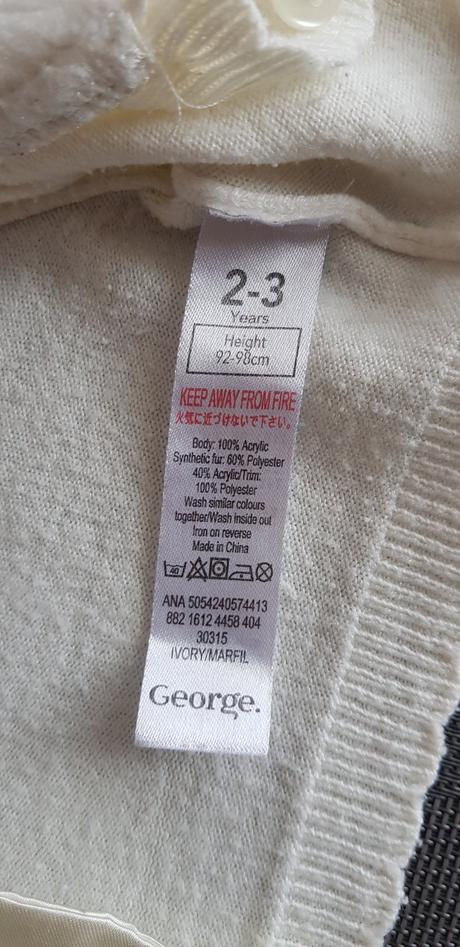 2-3
Years
Height
92-98cm
KEEP AWAY FROM FIRE
火気に近づけないで下さい。
Body: 100% Acrylic
Synthetic fur: 60% Polyester
40% Acrylic/Trim:
100% Polyester
Wash similar colours
together/Wash inside out
Iron on reverse
Made in China
40
ANA 5054240574413
882 1612 4458 404
30315
IVORY/MARFIL
George.